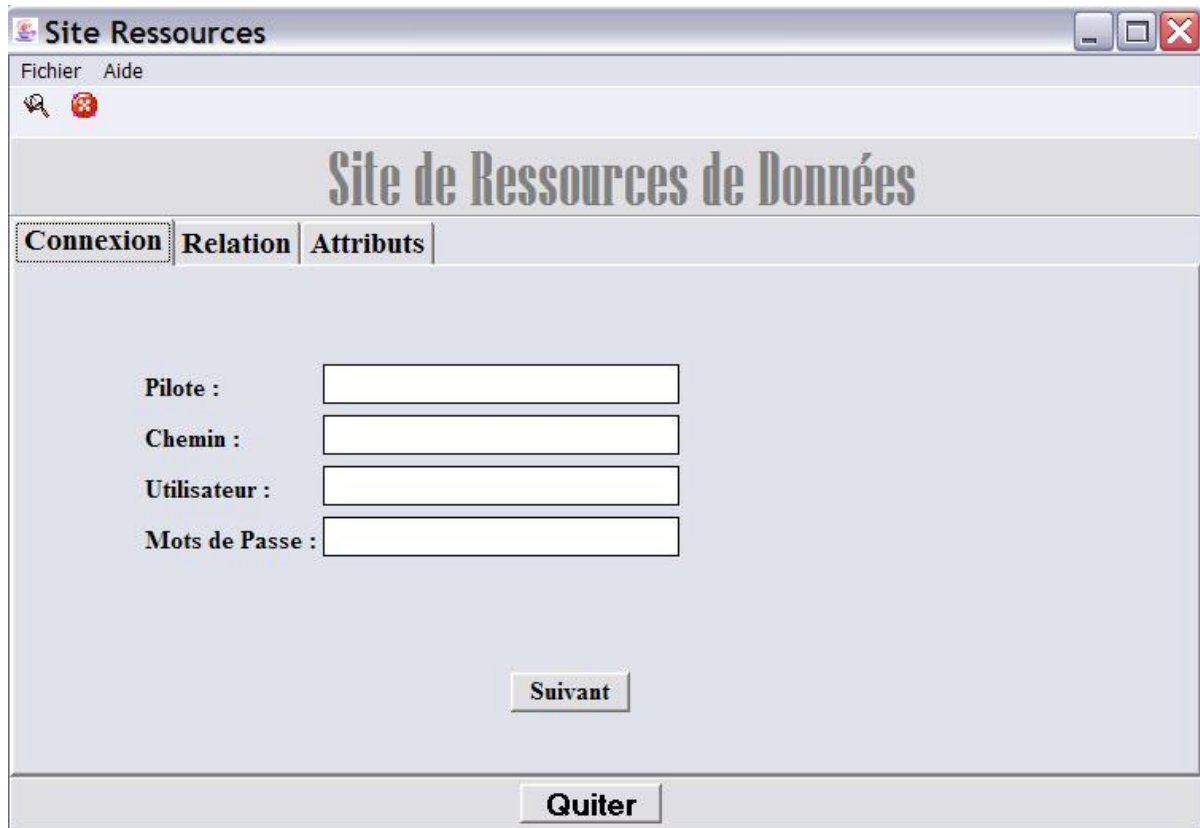 Site Ressources
Fichier Aide
Site de Ressources de Données
Connexion Relation Attributs
Pilote :
Chemin :
Utilisateur :
Mots de Passe :
Suivant
Quiter